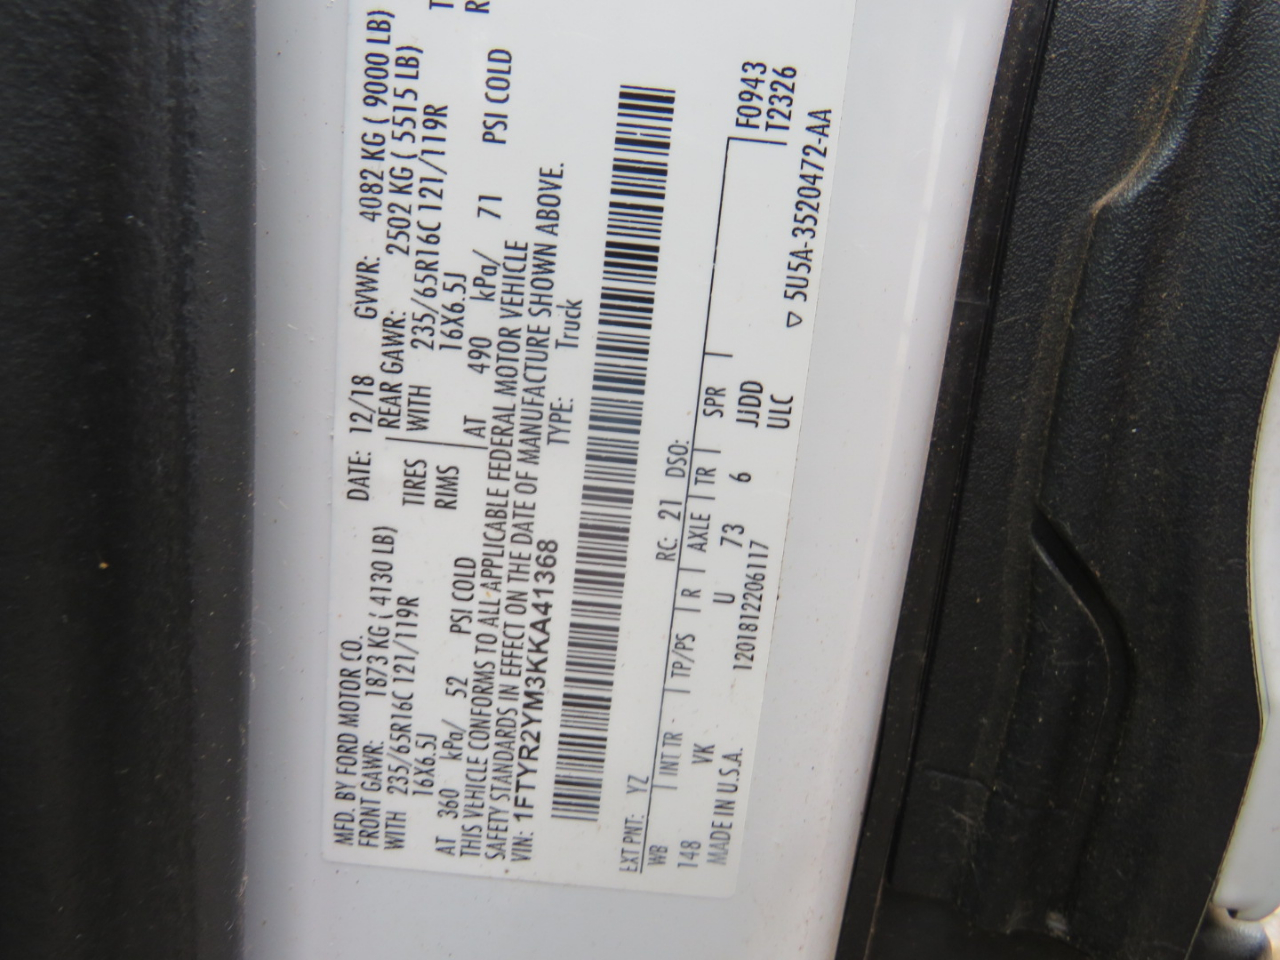 MFD. BY FORD MOTOR CO.
DATE: 12/18
GVWR: 4082 KG ( 9000 LB)
FRONT GAWR: 1873 KG ( 4130 LB)
REAR GAWR: 2502 KG ( 5515 LB)
WITH 235/65R16C 121/119R
TIRES
WITH 235/65R16C 121/119R
16X6.5J
RIMS
16X6.5J
AT 360 kPa/ 52 PSI COLD
AT 490 kPa/ 71 PSI COLD
THIS VEHICLE CONFORMS TO ALL APPLICABLE FEDERAL MOTOR VEHICLE
SAFETY STANDARDS IN EFFECT ON THE DATE OF MANUFACTURE SHOWN ABOVE.
VIN: 1FTYR2YM3KKA41368
TYPE: Truck
EXT PNT: YZ
RC: 21 DSO:
WB INT TR TP/PS R AXLE TR SPR
F0943
T2326
148 VK U 73 6 JJDD
MADE IN U.S.A. 1201812206117 ULC
▽ 5U5A-3520472-AA